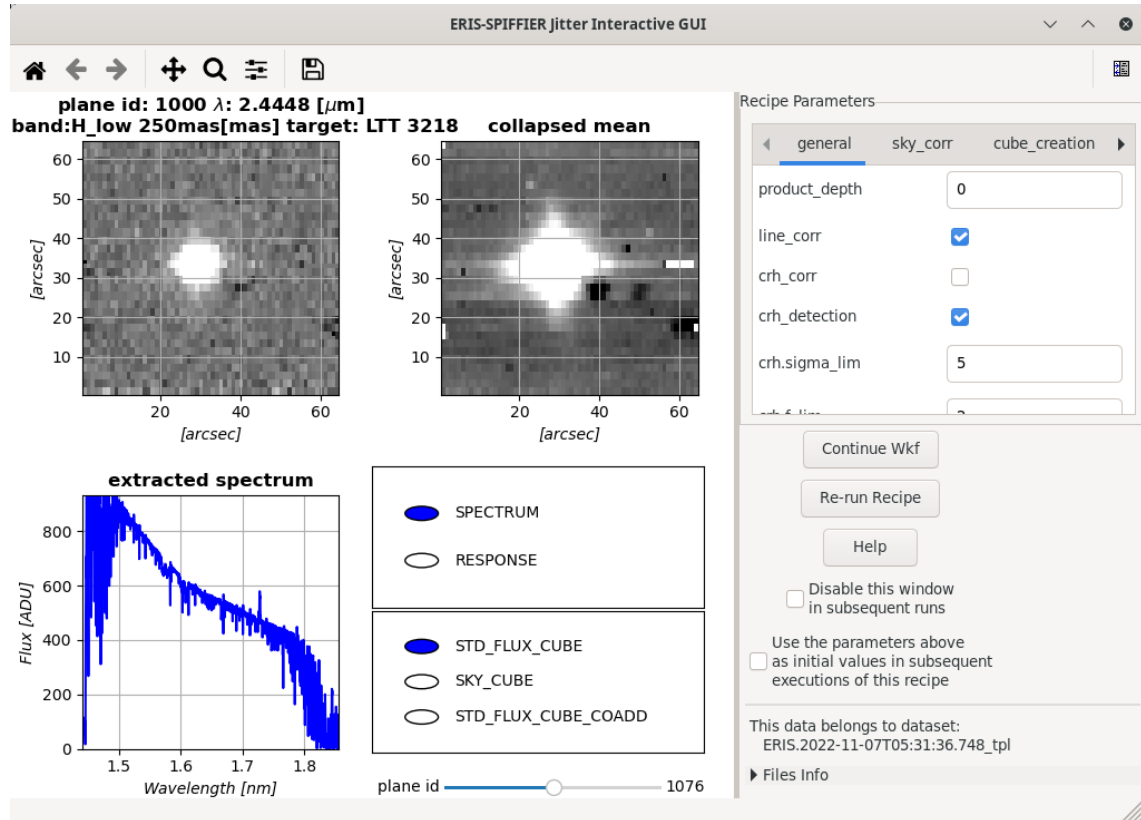 ERIS-SPIFFIER Jitter Interactive GUI
plane id: 1000 λ: 2.4448 [μm]
band:H_low 250mas[mas] target: LTT 3218
collapsed mean
60
50
40
30
20
10
[arcsec]
20 40 60
[arcsec]
60
50
40
30
20
10
[arcsec]
20 40 60
[arcsec]
extracted spectrum
800
600
400
200
0
Flux [ADU]
1.5 1.6 1.7 1.8
Wavelength [nm]
SPECTRUM
RESPONSE
STD_FLUX_CUBE
SKY_CUBE
STD_FLUX_CUBE_COADD
plane id 1076
Recipe Parameters
general sky_corr cube_creation
product_depth 0
line_corr
crh_corr
crh_detection
crh.sigma_lim 5
Continue Wkf
Re-run Recipe
Help
Disable this window
in subsequent runs
Use the parameters above
as initial values in subsequent
executions of this recipe
This data belongs to dataset:
ERIS.2022-11-07T05:31:36.748_tpl
Files Info